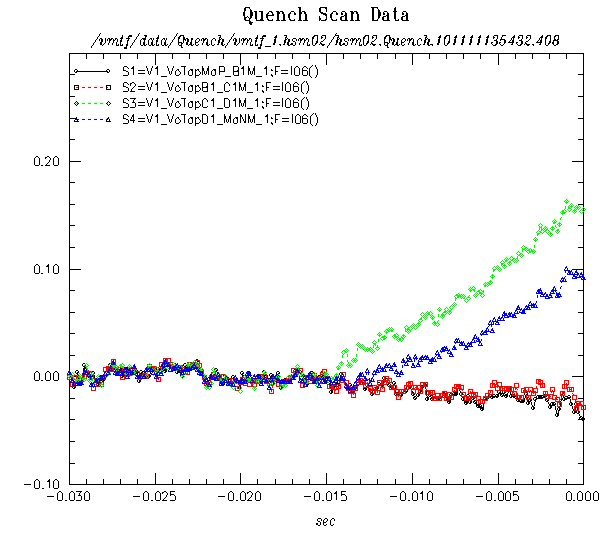 Quench Scan Data
/vmtf/data/Quench/vmtf_1.hsm02/hsm02.Quench.101111135432.408
S1=V1_VoTapMaP_B1M_1;F=I06()
S2=V1_VoTapB1_C1M_1;F=I06()
S3=V1_VoTapC1_D1M_1;F=I06()
S4=V1_VoTapD1_MaNM_1;F=I06()
0.20
0.10
0.00
-0.10
-0.030 -0.025 -0.020 -0.015 -0.010 -0.005 0.000
sec